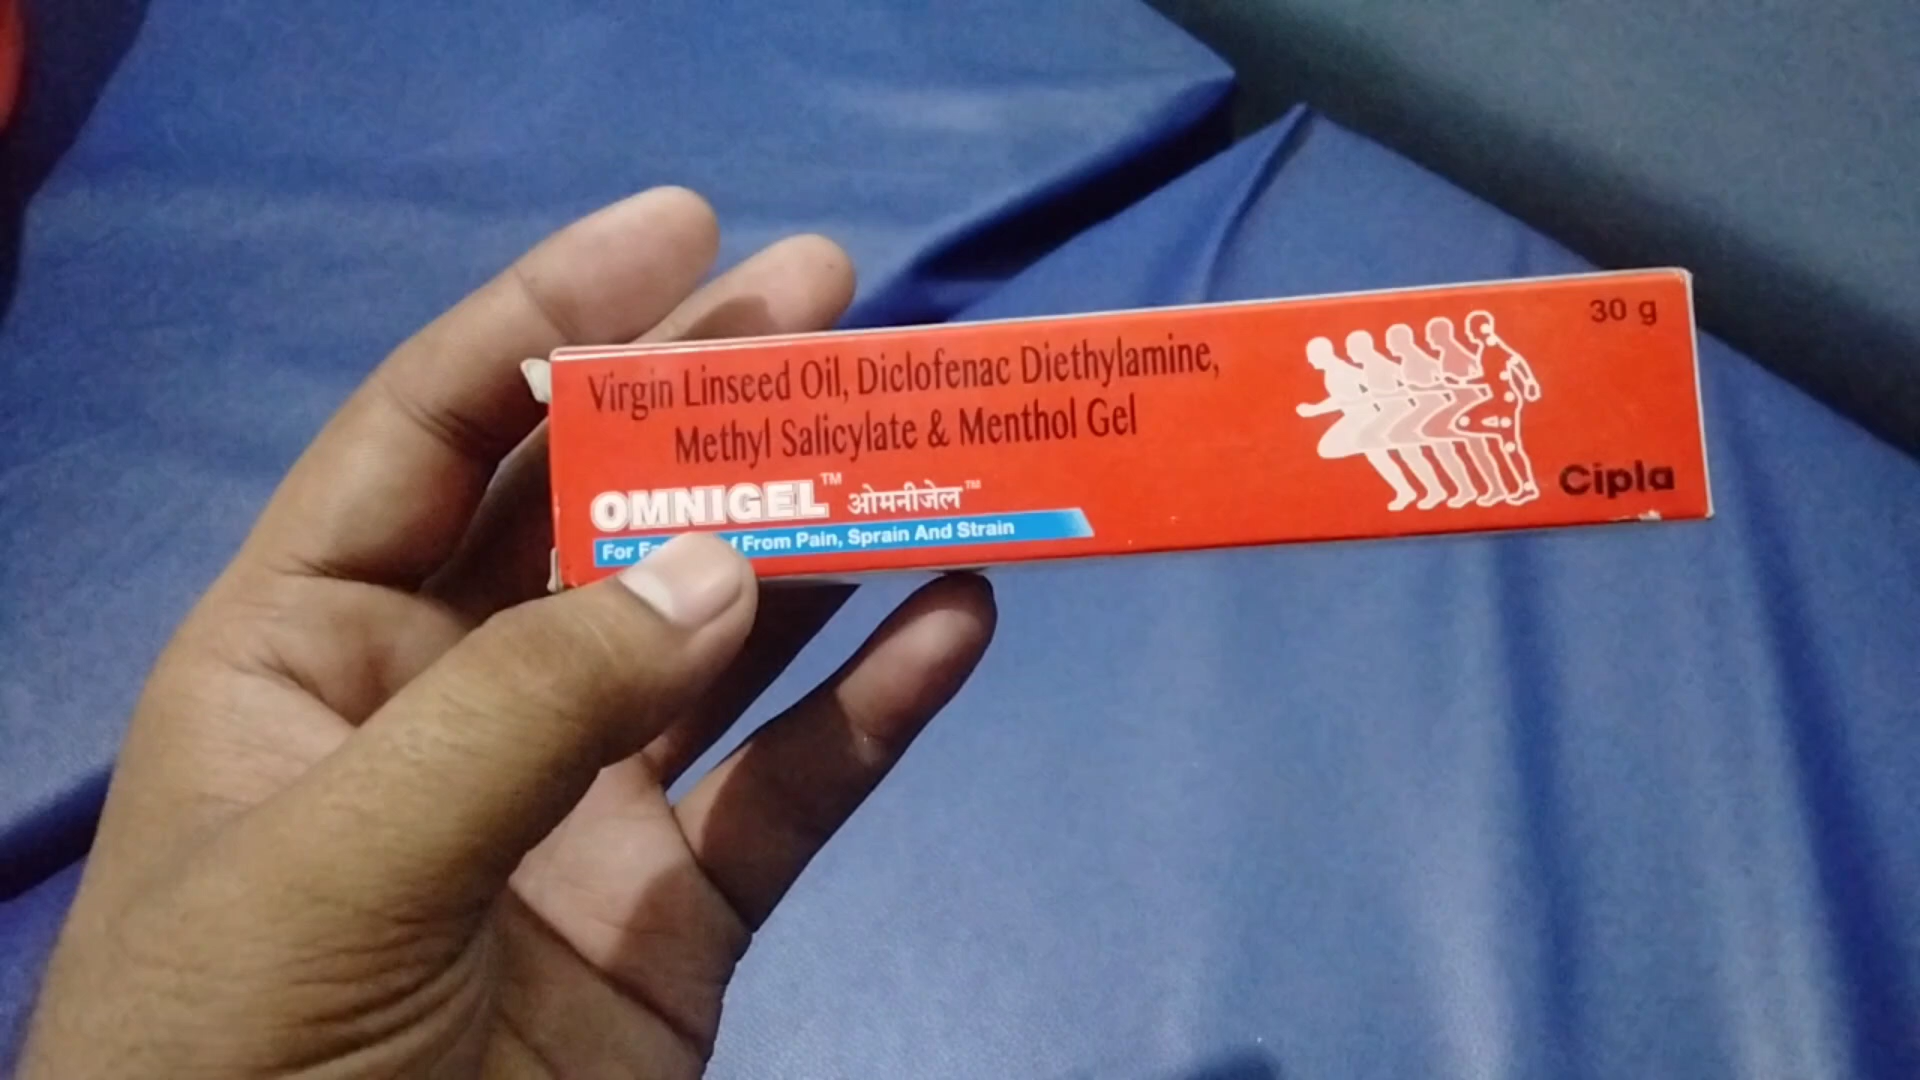 Virgin Linseed Oil, Diclofenac Diethylamine,
Methyl Salicylate & Menthol Gel
OMNIGEL™ ओमनीजेल™
For From Pain, Sprain And Strain
30 g
Cipla